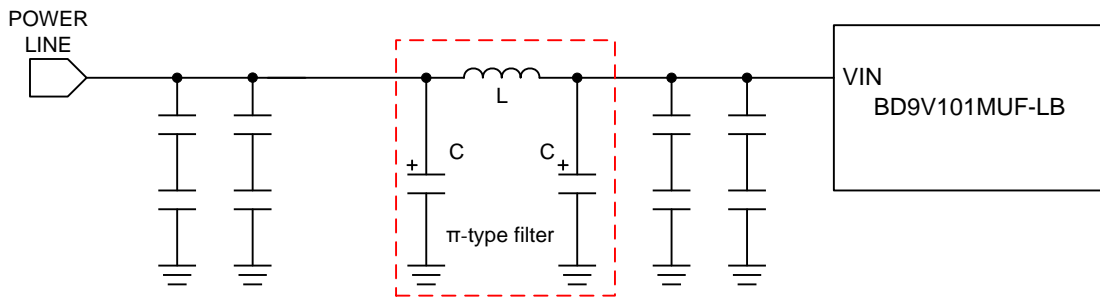 POWER
LINE
L
VIN
BD9V101MUF-LB
C
C
+
+
π-type filter